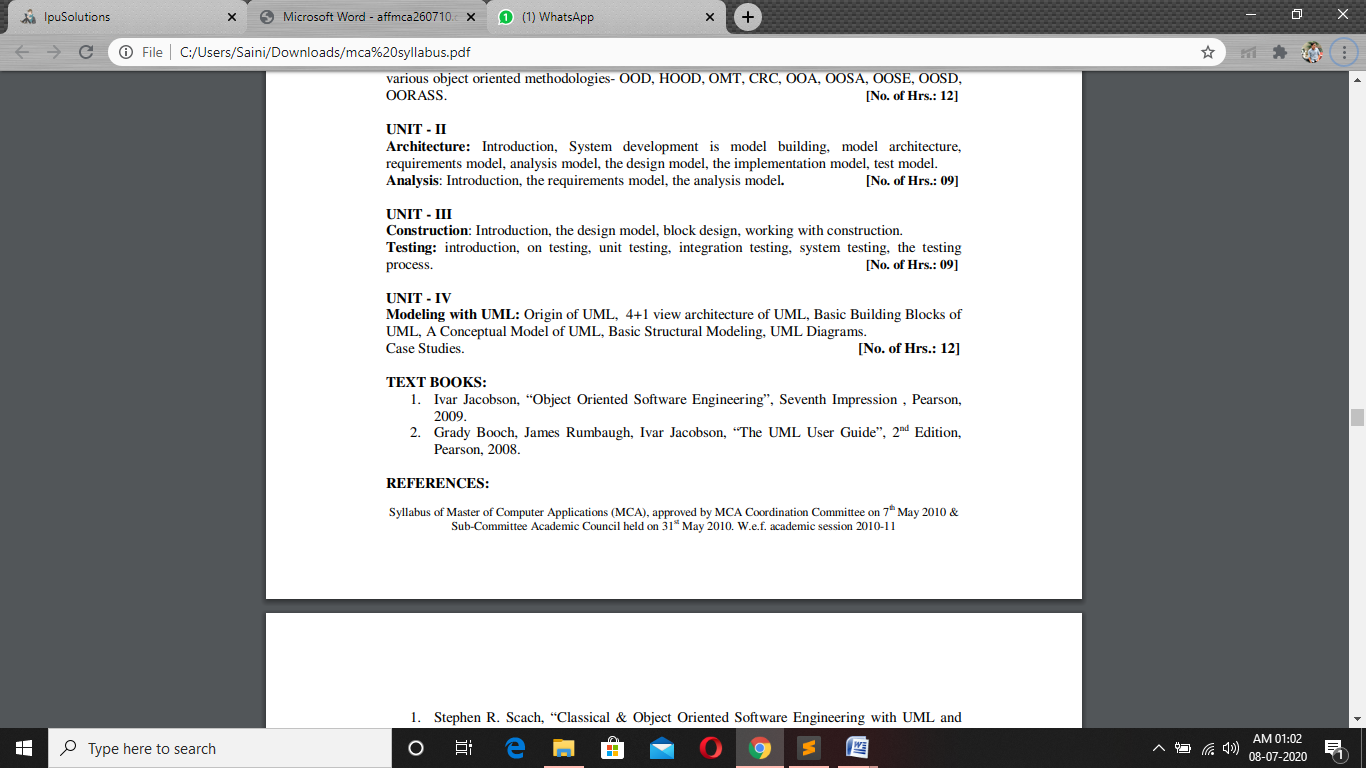 IpuSolutions
Microsoft Word - affmca260710.
(1) WhatsApp
File
C:/Users/Saini/Downloads/mca%20syllabus.pdf
various object oriented methodologies- OOD, HOOD, OMT, CRC, OOA, OOSA, OOSE, OOSD,
OORASS. [No. of Hrs.: 12]
UNIT - II
Architecture: Introduction, System development is model building, model architecture,
requirements model, analysis model, the design model, the implementation model, test model.
Analysis: Introduction, the requirements model, the analysis model. [No. of Hrs.: 09]
UNIT - III
Construction: Introduction, the design model, block design, working with construction.
Testing: introduction, on testing, unit testing, integration testing, system testing, the testing
process. [No. of Hrs.: 09]
UNIT - IV
Modeling with UML: Origin of UML, 4+1 view architecture of UML, Basic Building Blocks of
UML, A Conceptual Model of UML, Basic Structural Modeling, UML Diagrams.
Case Studies. [No. of Hrs.: 12]
TEXT BOOKS:
1. Ivar Jacobson, “Object Oriented Software Engineering”, Seventh Impression , Pearson,
2009.
2. Grady Booch, James Rumbaugh, Ivar Jacobson, “The UML User Guide”, 2nd Edition,
Pearson, 2008.
REFERENCES:
Syllabus of Master of Computer Applications (MCA), approved by MCA Coordination Committee on 7th May 2010 &
Sub-Committee Academic Council held on 31st May 2010. W.e.f. academic session 2010-11
1. Stephen R. Scach, “Classical & Object Oriented Software Engineering with UML and
Type here to search
AM 01:02
08-07-2020
1